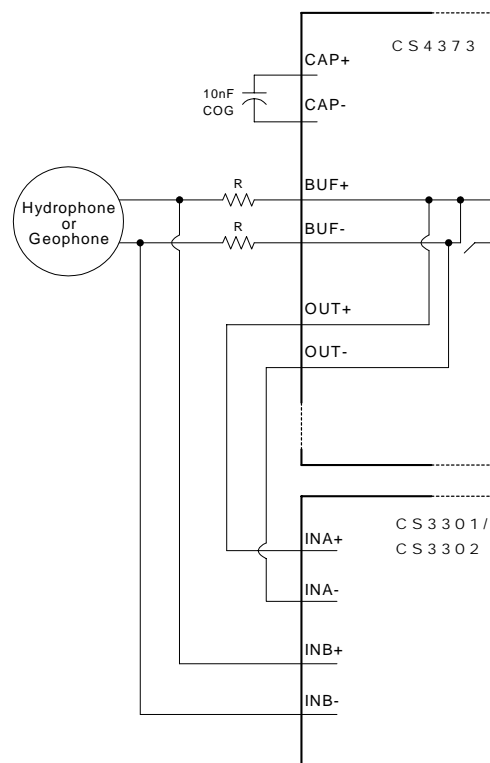 CS4373
CAP+
10nF
COG
CAP-
R
BUF+
Hydrophone
or
Geophone
R
BUF-
OUT+
OUT-
CS3301/
CS3302
INA+
INA-
INB+
INB-